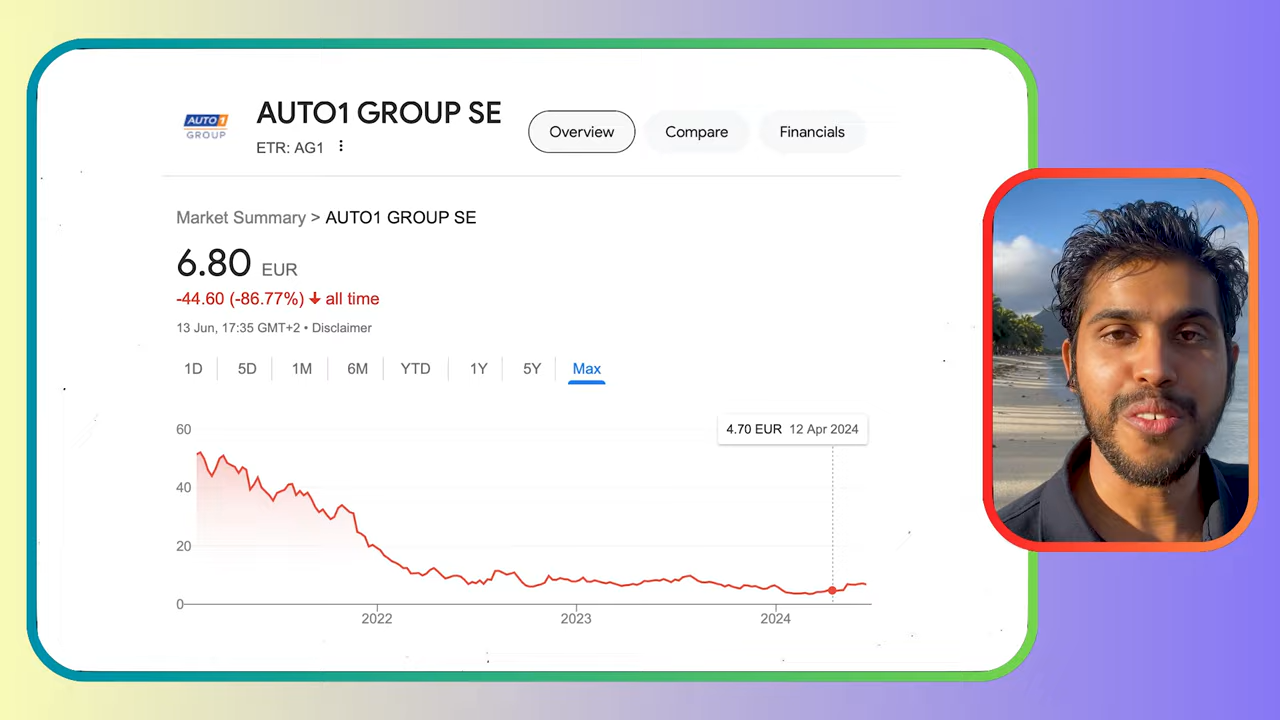 AUTO1
GROUP
AUTO1 GROUP SE
ETR: AG1
Overview
Compare
Financials
Market Summary > AUTO1 GROUP SE
6.80 EUR
-44.60 (-86.77%) ↓ all time
13 Jun, 17:35 GMT+2 • Disclaimer
1D 5D 1M 6M YTD 1Y 5Y Max
4.70 EUR 12 Apr 2024
60
40
20
0
2022 2023 2024